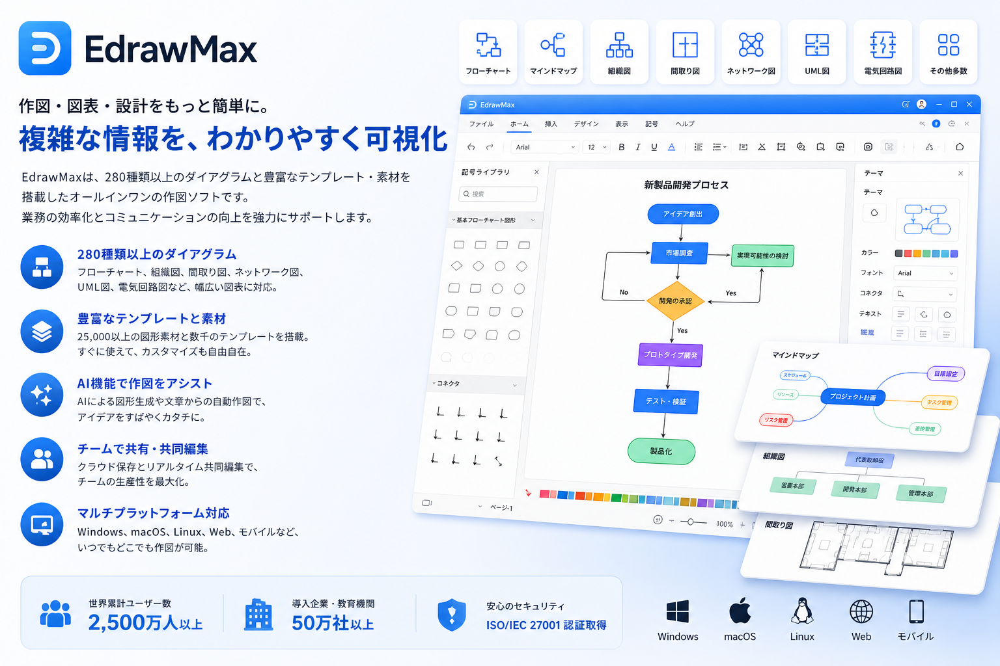 EdrawMax
作図・図表・設計をもっと簡単に。
複雑な情報を、わかりやすく可視化
EdrawMaxは、280種類以上のダイアグラムと豊富なテンプレート・素材を
搭載したオールインワンの作図ソフトです。
業務の効率化とコミュニケーションの向上を強力にサポートします。
280種類以上のダイアグラム
フローチャート、組織図、間取り図、ネットワーク図、
UML図、電気回路図など、幅広い図表に対応。
豊富なテンプレートと素材
25,000以上の図形素材と数千のテンプレートを搭載。
すぐに使えて、カスタマイズも自由自在。
AI機能で作図をアシスト
AIによる図形生成や文章からの自動作図で、
アイデアをすばやくカタチに。
チームで共有・共同編集
クラウド保存とリアルタイム共同編集で、
チームの生産性を最大化。
マルチプラットフォーム対応
Windows、macOS、Linux、Web、モバイルなど、
いつでもどこでも作図が可能。
フローチャート
マインドマップ
組織図
間取り図
ネットワーク図
UML図
電気回路図
その他多数
EdrawMax
ファイル ホーム 挿入 デザイン 表示 記号 ヘルプ
Arial 12 B I U A
記号ライブラリ
検索
基本フローチャート図形
コネクタ
新製品開発プロセス
アイデア創出
市場調査
実現可能性の検討
開発の承認
No
Yes
Yes
プロトタイプ開発
テスト・検証
製品化
テーマ
テーマ
カラー
フォント Arial
コネクタ
テキスト
ページ-1
100%
マインドマップ
スケジュール
リソース
リスク管理
プロジェクト計画
目標設定
タスク管理
進捗管理
組織図
代表取締役
営業本部
開発本部
管理本部
間取り図
世界累計ユーザー数
2,500万人以上
導入企業・教育機関
50万社以上
安心のセキュリティ
ISO/IEC 27001 認証取得
Windows
macOS
Linux
Web
モバイル